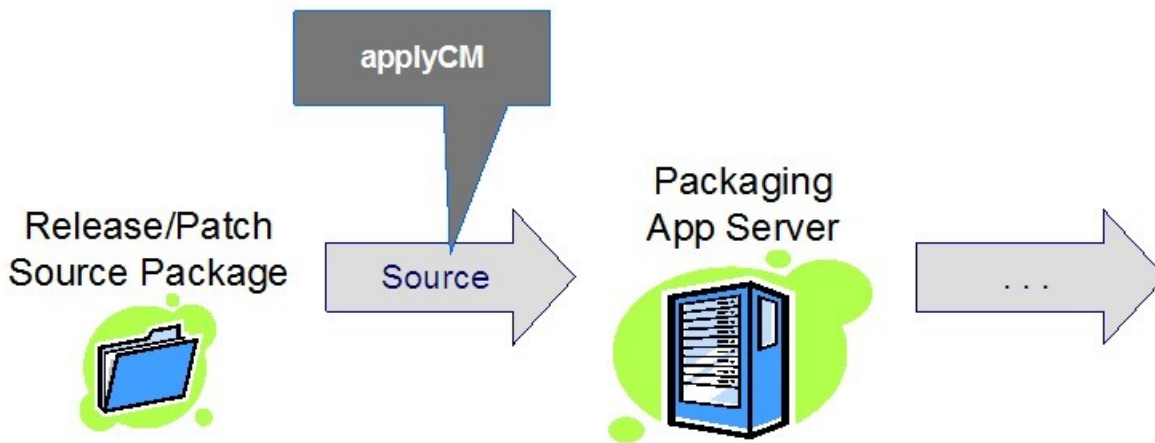 applyCM
Release/Patch
Source Package
Source
Packaging
App Server
. . .